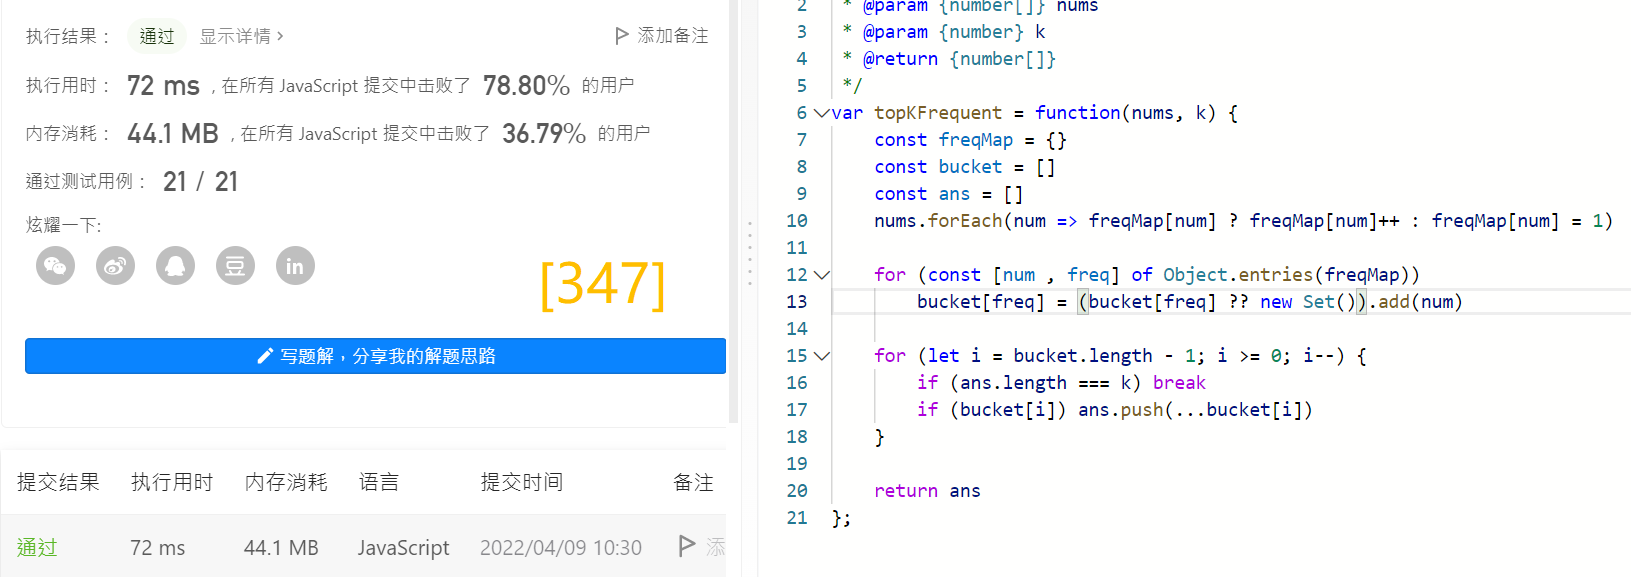 执行结果： 通过 显示详情 >
添加备注
执行用时： 72 ms , 在所有 JavaScript 提交中击败了 78.80% 的用户
内存消耗： 44.1 MB , 在所有 JavaScript 提交中击败了 36.79% 的用户
通过测试用例： 21 / 21
炫耀一下:
豆 in
[347]
写题解，分享我的解题思路
提交结果 执行用时 内存消耗 语言 提交时间 备注
通过 72 ms 44.1 MB JavaScript 2022/04/09 10:30 添
2 * @param {number[]} nums
3 * @param {number} k
4 * @return {number[]}
5 */
6 var topKFrequent = function(nums, k) {
7 const freqMap = {}
8 const bucket = []
9 const ans = []
10 nums.forEach(num => freqMap[num] ? freqMap[num]++ : freqMap[num] = 1)
11
12 for (const [num , freq] of Object.entries(freqMap))
13 bucket[freq] = (bucket[freq] ?? new Set()).add(num)
14
15 for (let i = bucket.length - 1; i >= 0; i--) {
16 if (ans.length === k) break
17 if (bucket[i]) ans.push(...bucket[i])
18 }
19
20 return ans
21 };